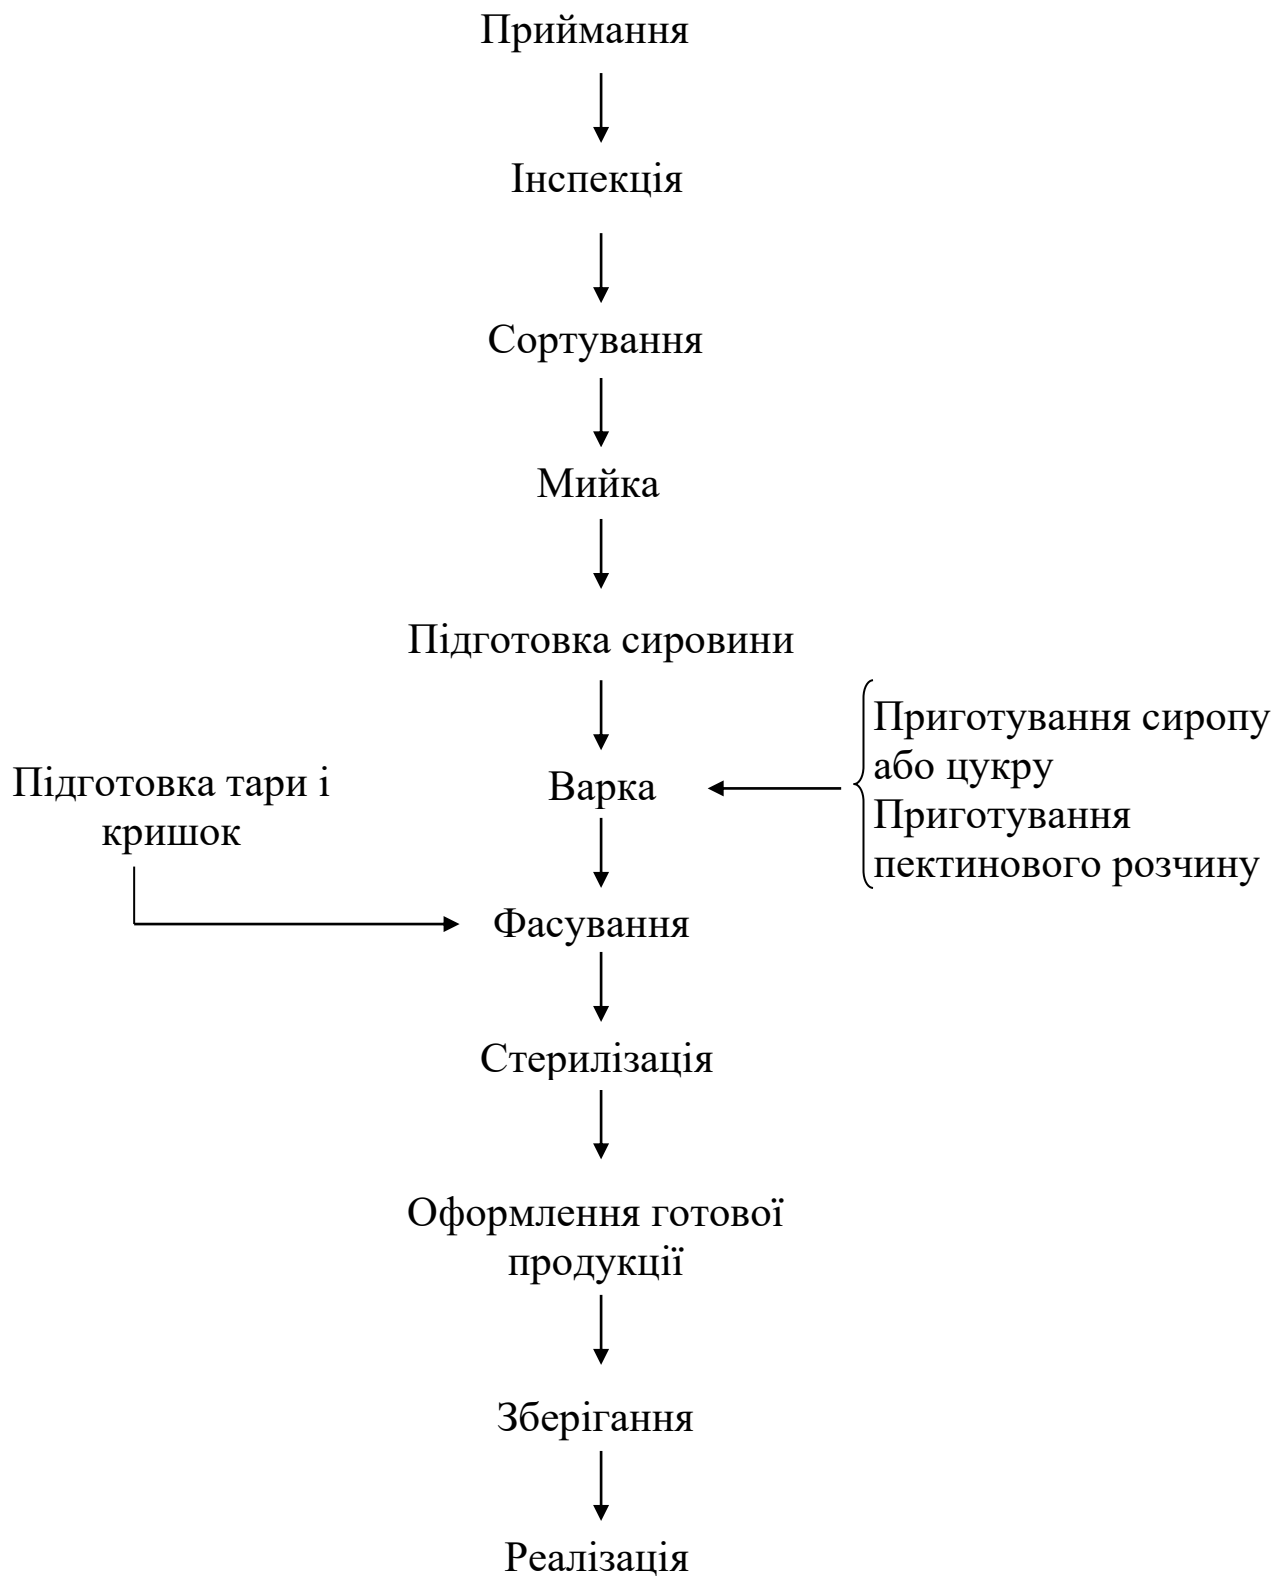 Приймання
Інспекція
Сортування
Мийка
Підготовка сировини
Приготування сиропу
або цукру
Приготування
пектинового розчину
Варка
Підготовка тари і
кришок
Фасування
Стерилізація
Оформлення готової
продукції
Зберігання
Реалізація